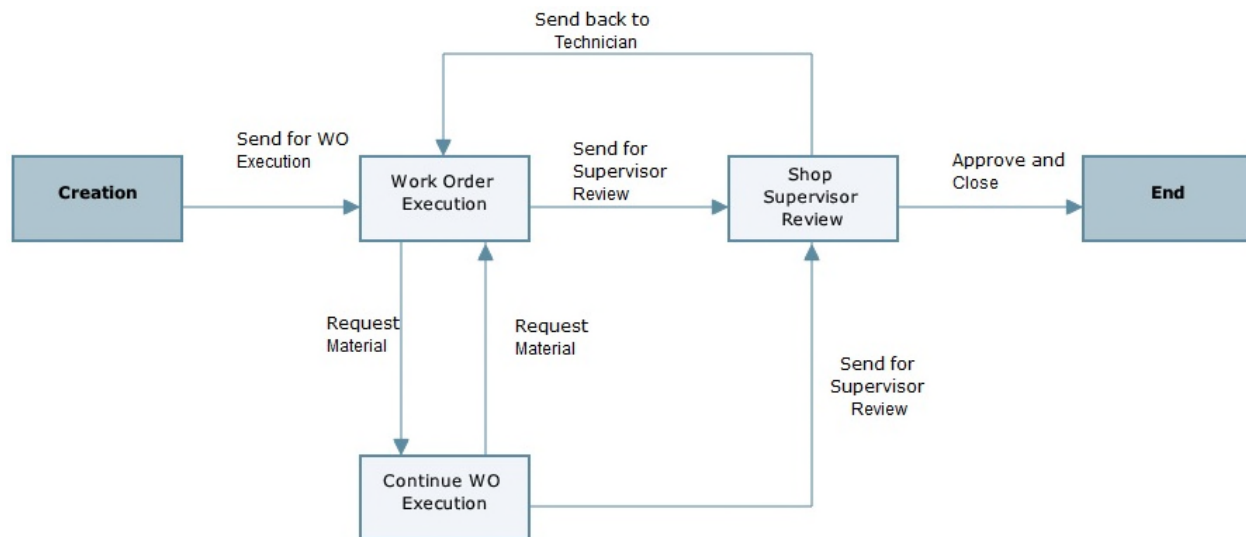 Send back to
Technician
Send for WO
Execution
Creation
Work Order
Execution
Send for
Supervisor
Review
Shop
Supervisor
Review
Approve and
Close
End
Request
Material
Request
Material
Send for
Supervisor
Review
Continue WO
Execution